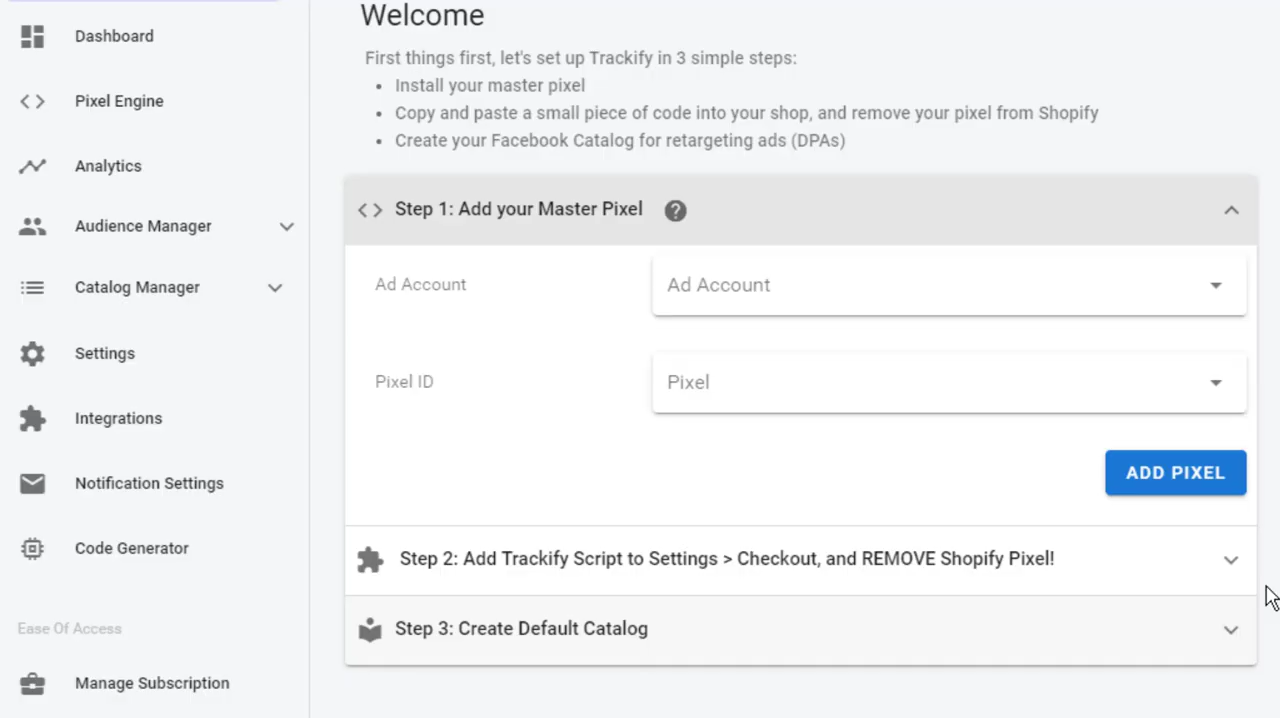 Dashboard
Pixel Engine
Analytics
Audience Manager
Catalog Manager
Settings
Integrations
Notification Settings
Code Generator
Ease Of Access
Manage Subscription
Welcome
First things first, let's set up Trackify in 3 simple steps:
Install your master pixel
Copy and paste a small piece of code into your shop, and remove your pixel from Shopify
Create your Facebook Catalog for retargeting ads (DPAs)
Step 1: Add your Master Pixel
Ad Account
Ad Account
Pixel ID
Pixel
ADD PIXEL
Step 2: Add Trackify Script to Settings > Checkout, and REMOVE Shopify Pixel!
Step 3: Create Default Catalog